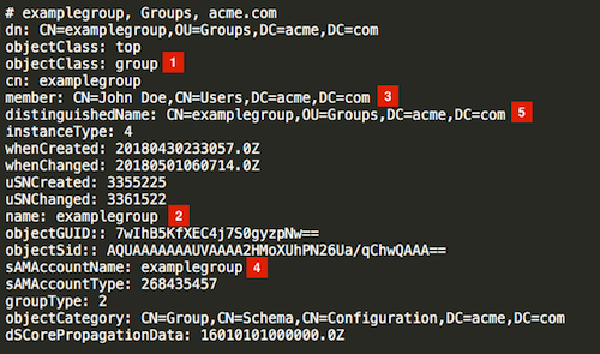 # examplegroup, Groups, acme.com
dn: CN=examplegroup,OU=Groups,DC=acme,DC=com
objectClass: top
objectClass: group 1
cn: examplegroup
member: CN=John Doe,CN=Users,DC=acme,DC=com 3
distinguishedName: CN=examplegroup,OU=Groups,DC=acme,DC=com 5
instanceType: 4
whenCreated: 20180430233057.0Z
whenChanged: 20180501060714.0Z
uSNCreated: 3355225
uSNChanged: 3361522
name: examplegroup 2
objectGUID:: 7wIhB5KfXEC4j7S0gyzpNw==
objectSid:: AQUAAAAAAAUVAAAA2HMoXUhPN26Ua/qChwQAAA==
sAMAccountName: examplegroup 4
sAMAccountType: 268435457
groupType: 2
objectCategory: CN=Group,CN=Schema,CN=Configuration,DC=acme,DC=com
dSCorePropagationData: 16010101000000.0Z